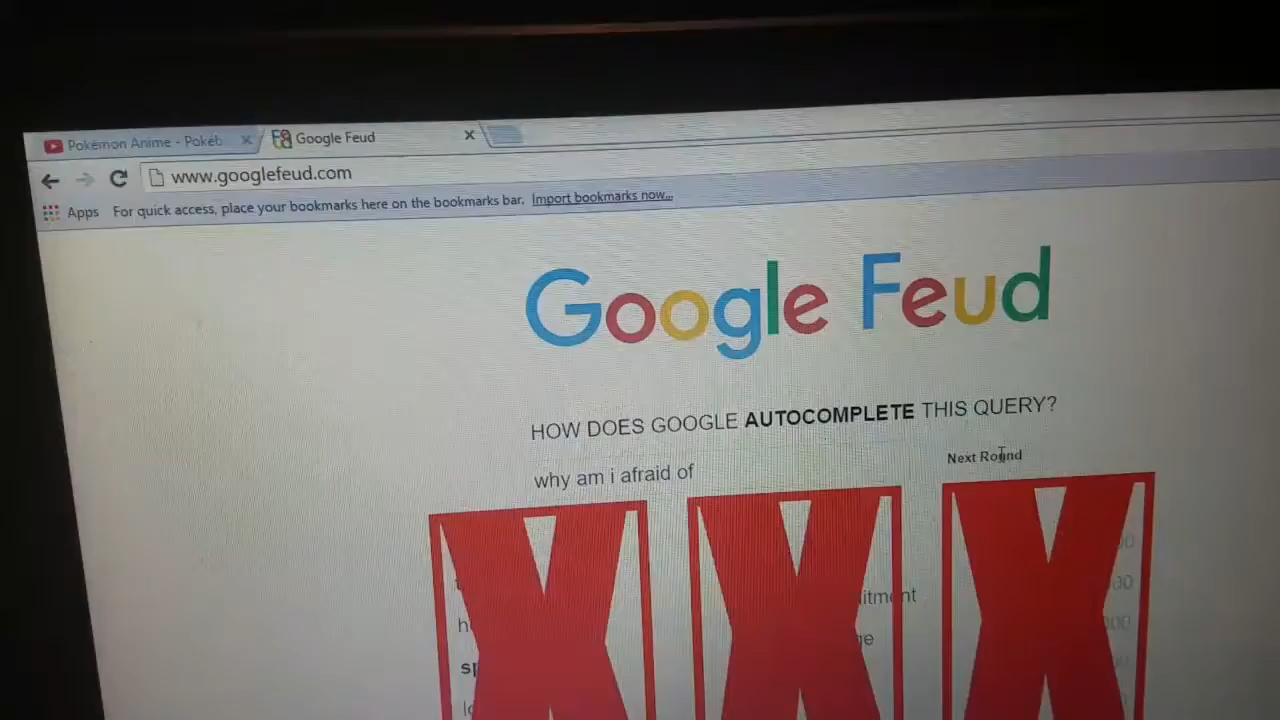 Pokémon Anime - Pokéb
Google Feud
www.googlefeud.com
Apps For quick access, place your bookmarks here on the bookmarks bar. Import bookmarks now...
Google Feud
HOW DOES GOOGLE AUTOCOMPLETE THIS QUERY?
Next Round
why am i afraid of
X X X